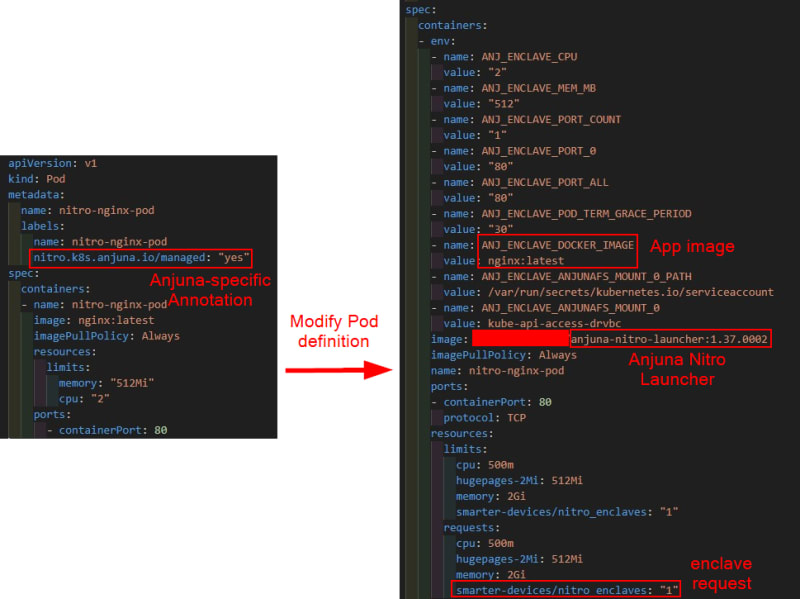 apiVersion: v1
kind: Pod
metadata:
name: nitro-nginx-pod
labels:
name: nitro-nginx-pod
nitro.k8s.anjuna.io/managed: "yes"
Anjuna-specific
Annotation
spec:
containers:
- name: nitro-nginx-pod
image: nginx:latest
imagePullPolicy: Always
resources:
limits:
memory: "512Mi"
cpu: "2"
ports:
- containerPort: 80
Modify Pod
definition
spec:
containers:
- env:
- name: ANJ_ENCLAVE_CPU
value: "2"
- name: ANJ_ENCLAVE_MEM_MB
value: "512"
- name: ANJ_ENCLAVE_PORT_COUNT
value: "1"
- name: ANJ_ENCLAVE_PORT_0
value: "80"
- name: ANJ_ENCLAVE_PORT_ALL
value: "80"
- name: ANJ_ENCLAVE_POD_TERM_GRACE_PERIOD
value: "30"
- name: ANJ_ENCLAVE_DOCKER_IMAGE
value: nginx:latest
App image
- name: ANJ_ENCLAVE_ANJUNAFS_MOUNT_0_PATH
value: /var/run/secrets/kubernetes.io/serviceaccount
- name: ANJ_ENCLAVE_ANJUNAFS_MOUNT_0
value: kube-api-access-drvbc
image: anjuna-nitro-launcher:1.37.0002
Anjuna Nitro
Launcher
imagePullPolicy: Always
name: nitro-nginx-pod
ports:
- containerPort: 80
protocol: TCP
resources:
limits:
cpu: 500m
hugepages-2Mi: 512Mi
memory: 2Gi
smarter-devices/nitro_enclaves: "1"
requests:
cpu: 500m
hugepages-2Mi: 512Mi
memory: 2Gi
smarter-devices/nitro_enclaves: "1"
enclave
request